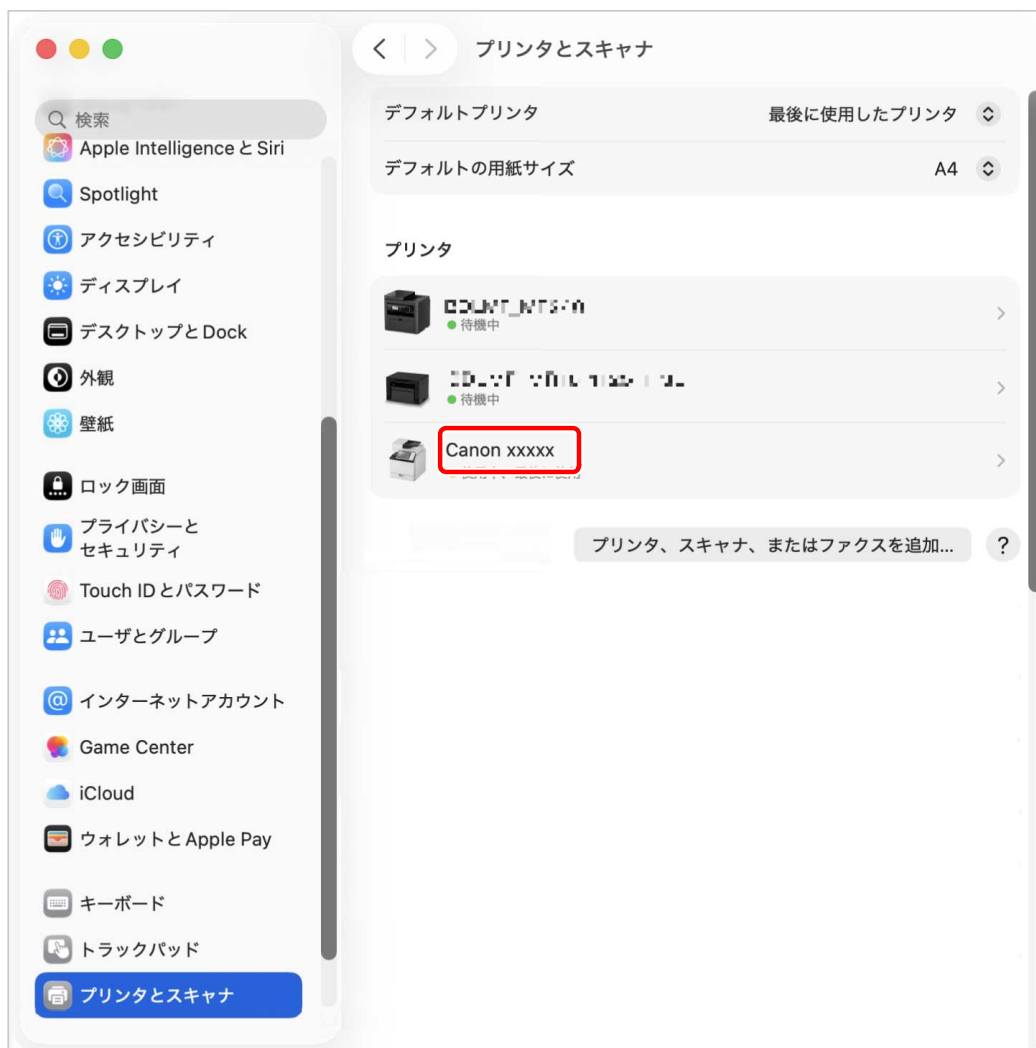 プリンタとスキャナ
検索
Apple Intelligence と Siri
Spotlight
アクセシビリティ
ディスプレイ
デスクトップと Dock
外観
壁紙
ロック画面
プライバシーと
セキュリティ
Touch ID とパスワード
ユーザとグループ
インターネットアカウント
Game Center
iCloud
ウォレットと Apple Pay
キーボード
トラックパッド
プリンタとスキャナ
デフォルトプリンタ 最後に使用したプリンタ
デフォルトの用紙サイズ A4
プリンタ
待機中
待機中
Canon xxxxx
プリンタ、スキャナ、またはファクスを追加... ?